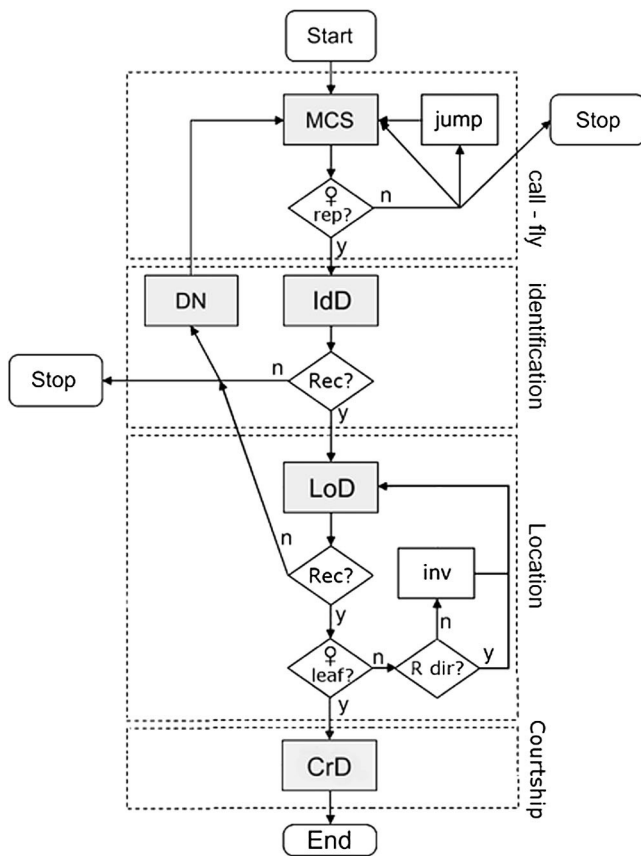 Start
MCS
jump
Stop
♀
rep?
n
y
call - fly
DN
IdD
identification
n
Stop
Rec?
y
LoD
Location
n
Rec?
inv
y
n
♀
leaf?
n
R dir?
y
y
CrD
Courtship
End